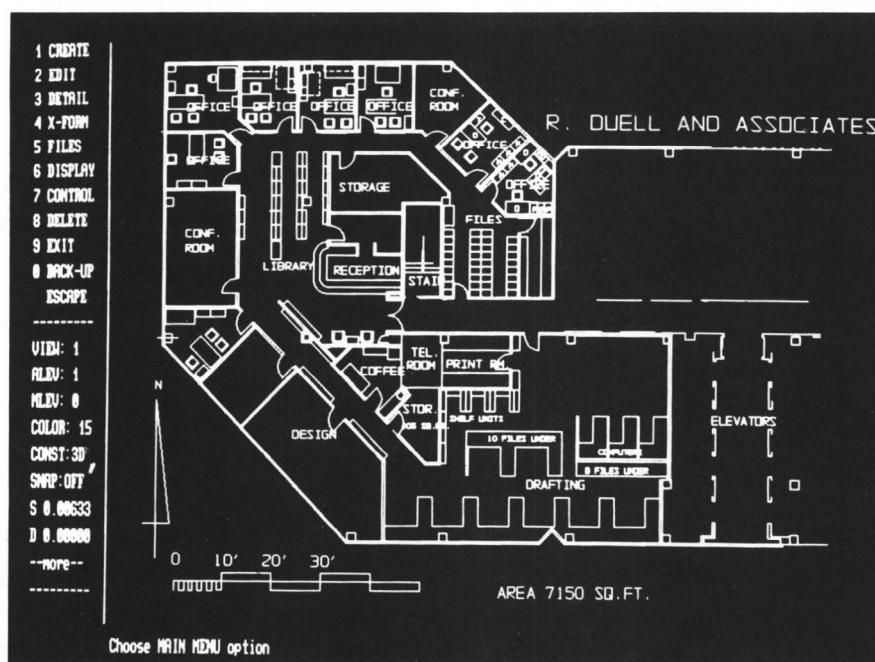 1 CREATE
2 EDIT
3 DETAIL
4 X-FORM
5 FILES
6 DISPLAY
7 CONTROL
8 DELETE
9 EXIT
0 BACK-UP
ESCAPE
---------
VIEW: 1
ALEV: 1
MLEV: 0
COLOR: 15
CONST:3D
SNAP:OFF
S 0.00633
D 0.00000
--more--
---------
Choose MAIN MENU option
R. DUELL AND ASSOCIATES
OFFICE
OFFICE
OFFICE
OFFICE
CONF.
ROOM
OFFICE
OFFICE
OFFICE
STORAGE
FILES
CONF.
ROOM
LIBRARY
RECEPTION
STAIR
TEL.
ROOM
PRINT RM.
COFFEE
STOR.
SHELF UNITS
DESIGN
10 FILES UNDER
COMPUTERS
8 FILES UNDER
DRAFTING
ELEVATORS
N
0 10' 20' 30'
AREA 7150 SQ.FT.